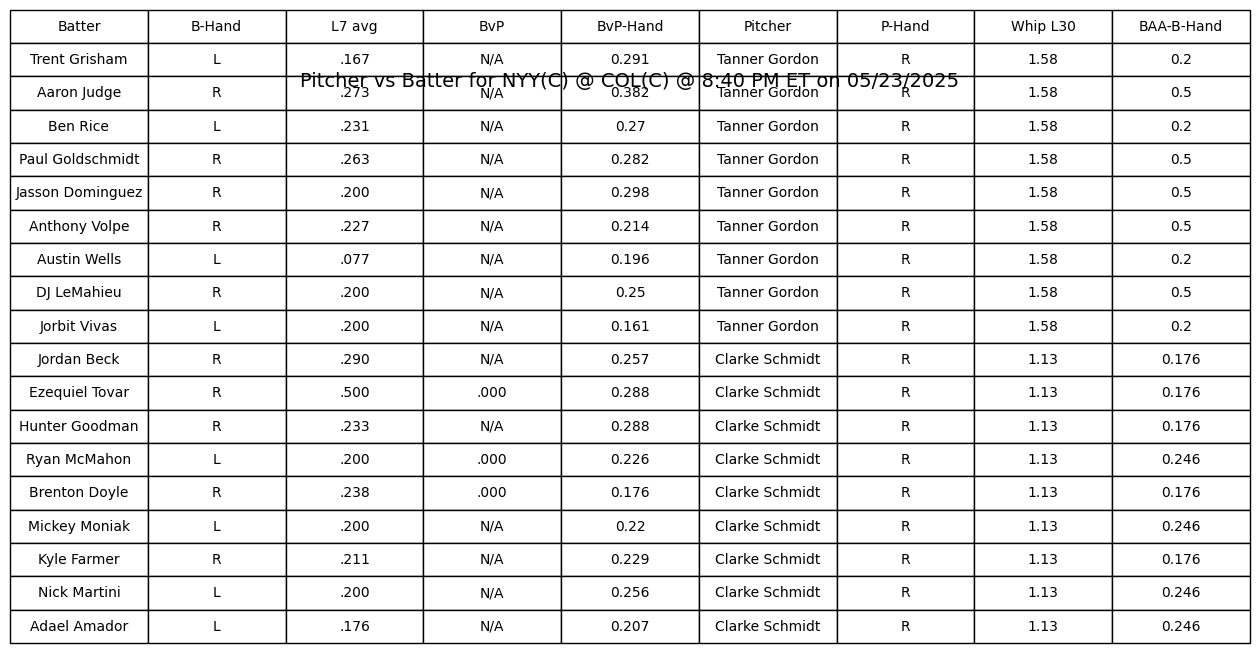 Batter B-Hand L7 avg BvP BvP-Hand Pitcher P-Hand Whip L30 BAA-B-Hand
Trent Grisham L .167 N/A 0.291 Tanner Gordon R 1.58 0.2
Pitcher vs Batter for NYY(C) @ COL(C) @ 8:40 PM ET on 05/23/2025
Aaron Judge R .273 N/A 0.382 Tanner Gordon R 1.58 0.5
Ben Rice L .231 N/A 0.27 Tanner Gordon R 1.58 0.2
Paul Goldschmidt R .263 N/A 0.282 Tanner Gordon R 1.58 0.5
Jasson Dominguez R .200 N/A 0.298 Tanner Gordon R 1.58 0.5
Anthony Volpe R .227 N/A 0.214 Tanner Gordon R 1.58 0.5
Austin Wells L .077 N/A 0.196 Tanner Gordon R 1.58 0.2
DJ LeMahieu R .200 N/A 0.25 Tanner Gordon R 1.58 0.5
Jorbit Vivas L .200 N/A 0.161 Tanner Gordon R 1.58 0.2
Jordan Beck R .290 N/A 0.257 Clarke Schmidt R 1.13 0.176
Ezequiel Tovar R .500 .000 0.288 Clarke Schmidt R 1.13 0.176
Hunter Goodman R .233 N/A 0.288 Clarke Schmidt R 1.13 0.176
Ryan McMahon L .200 .000 0.226 Clarke Schmidt R 1.13 0.246
Brenton Doyle R .238 .000 0.176 Clarke Schmidt R 1.13 0.176
Mickey Moniak L .200 N/A 0.22 Clarke Schmidt R 1.13 0.246
Kyle Farmer R .211 N/A 0.229 Clarke Schmidt R 1.13 0.176
Nick Martini L .200 N/A 0.256 Clarke Schmidt R 1.13 0.246
Adael Amador L .176 N/A 0.207 Clarke Schmidt R 1.13 0.246